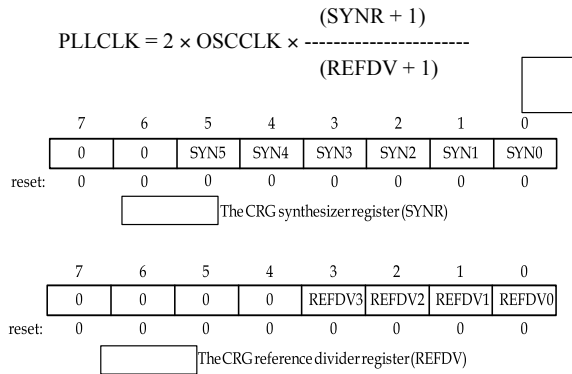 (SYNR + 1)
PLLCLK = 2 × OSCCLK × -----------------------
(REFDV + 1)
7 6 5 4 3 2 1 0
0 0 SYN5 SYN4 SYN3 SYN2 SYN1 SYN0
reset: 0 0 0 0 0 0 0 0
The CRG synthesizer register (SYNR)
7 6 5 4 3 2 1 0
0 0 0 0 REFDV3 REFDV2 REFDV1 REFDV0
reset: 0 0 0 0 0 0 0 0
The CRG reference divider register (REFDV)